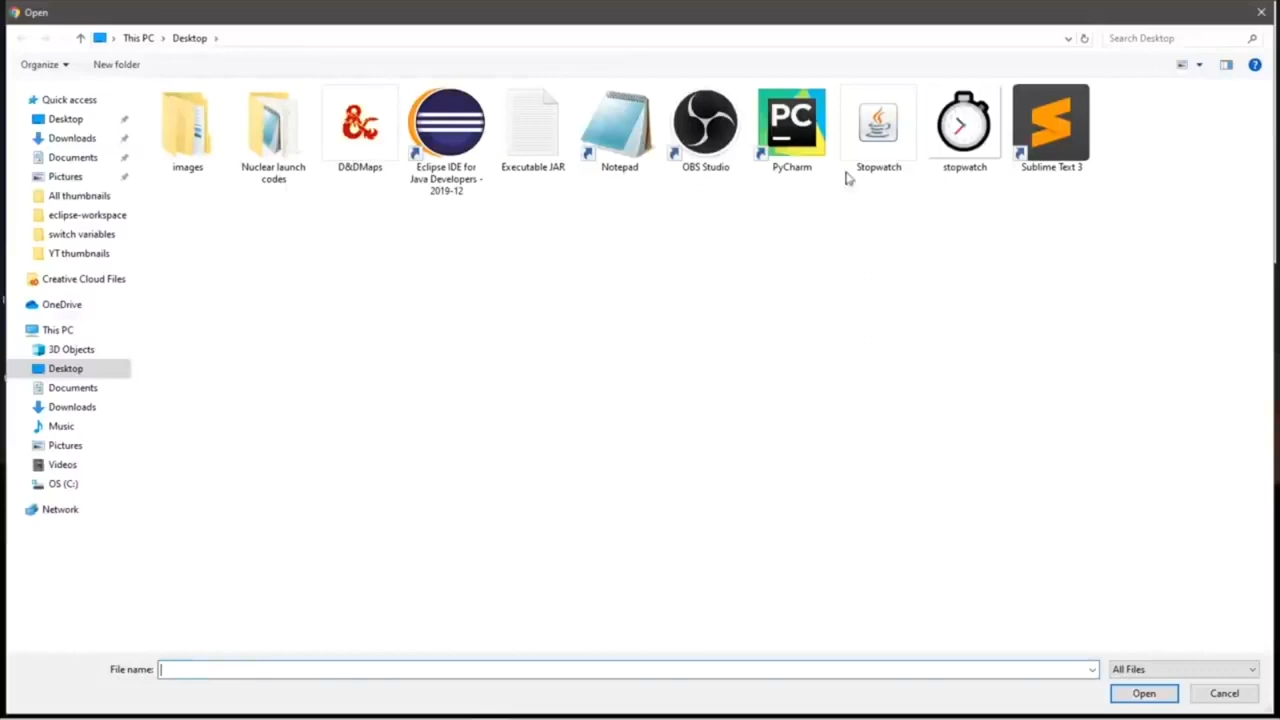 Open
This PC
Desktop
Search Desktop
Organize
New folder
Quick access
Desktop
Downloads
Documents
Pictures
All thumbnails
eclipse-workspace
switch variables
YT thumbnails
Creative Cloud Files
OneDrive
This PC
3D Objects
Desktop
Documents
Downloads
Music
Pictures
Videos
OS (C:)
Network
images
Nuclear launch
codes
D&DMaps
Eclipse IDE for
Java Developers -
2019-12
Executable JAR
Notepad
OBS Studio
PC
PyCharm
Stopwatch
stopwatch
Sublime Text 3
File name:
All Files
Open
Cancel